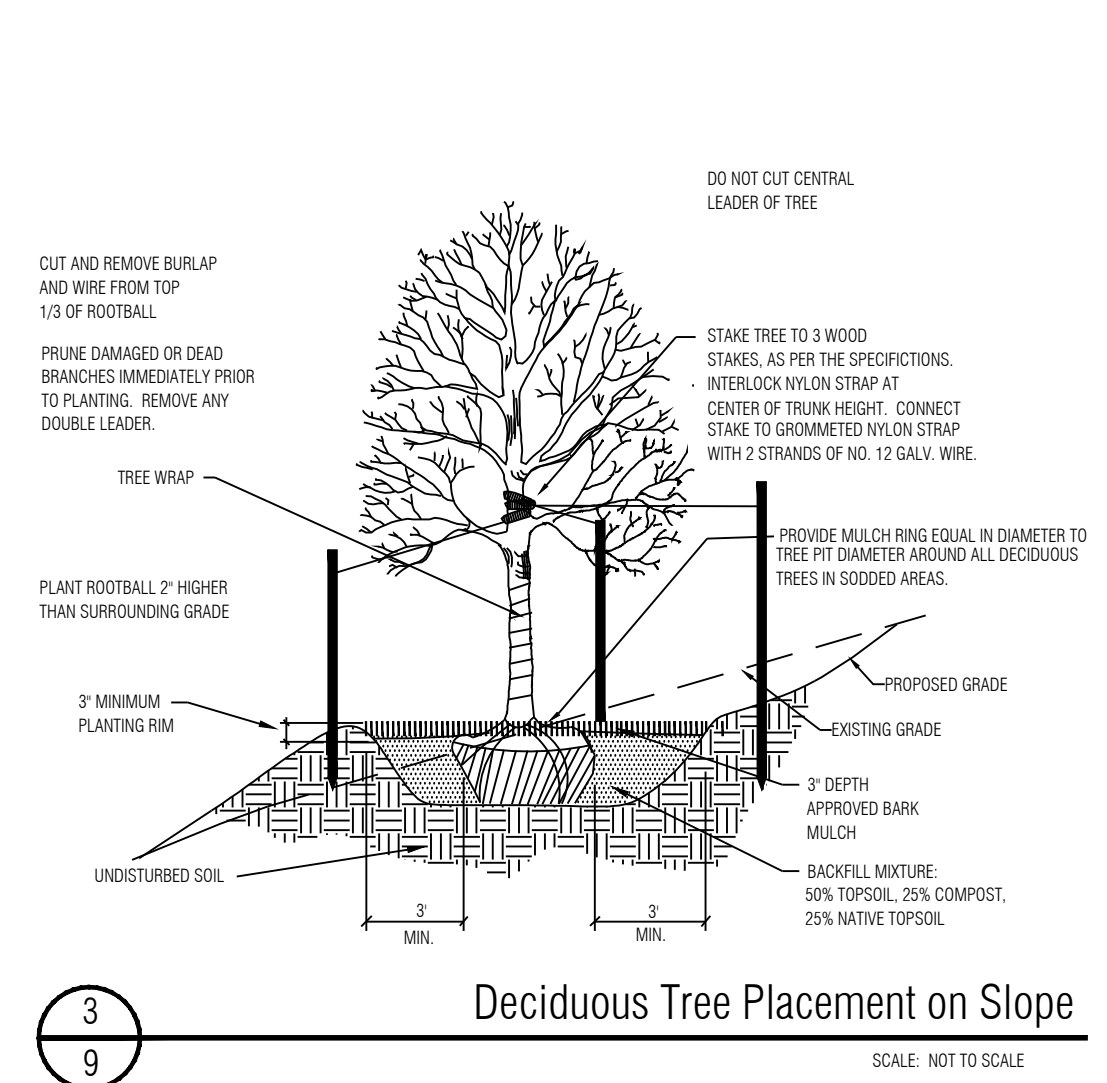 DO NOT CUT CENTRAL
LEADER OF TREE
CUT AND REMOVE BURLAP
AND WIRE FROM TOP
1/3 OF ROOTBALL
PRUNE DAMAGED OR DEAD
BRANCHES IMMEDIATELY PRIOR
TO PLANTING. REMOVE ANY
DOUBLE LEADER.
STAKE TREE TO 3 WOOD
STAKES, AS PER THE SPECIFICTIONS.
INTERLOCK NYLON STRAP AT
CENTER OF TRUNK HEIGHT. CONNECT
STAKE TO GROMMETED NYLON STRAP
WITH 2 STRANDS OF NO. 12 GALV. WIRE.
TREE WRAP
PROVIDE MULCH RING EQUAL IN DIAMETER TO
TREE PIT DIAMETER AROUND ALL DECIDUOUS
TREES IN SODDED AREAS.
PLANT ROOTBALL 2" HIGHER
THAN SURROUNDING GRADE
PROPOSED GRADE
3" MINIMUM
PLANTING RIM
EXISTING GRADE
3" DEPTH
APPROVED BARK
MULCH
UNDISTURBED SOIL
BACKFILL MIXTURE:
50% TOPSOIL, 25% COMPOST,
25% NATIVE TOPSOIL
3'
MIN.
3'
MIN.
3
9
Deciduous Tree Placement on Slope
SCALE: NOT TO SCALE